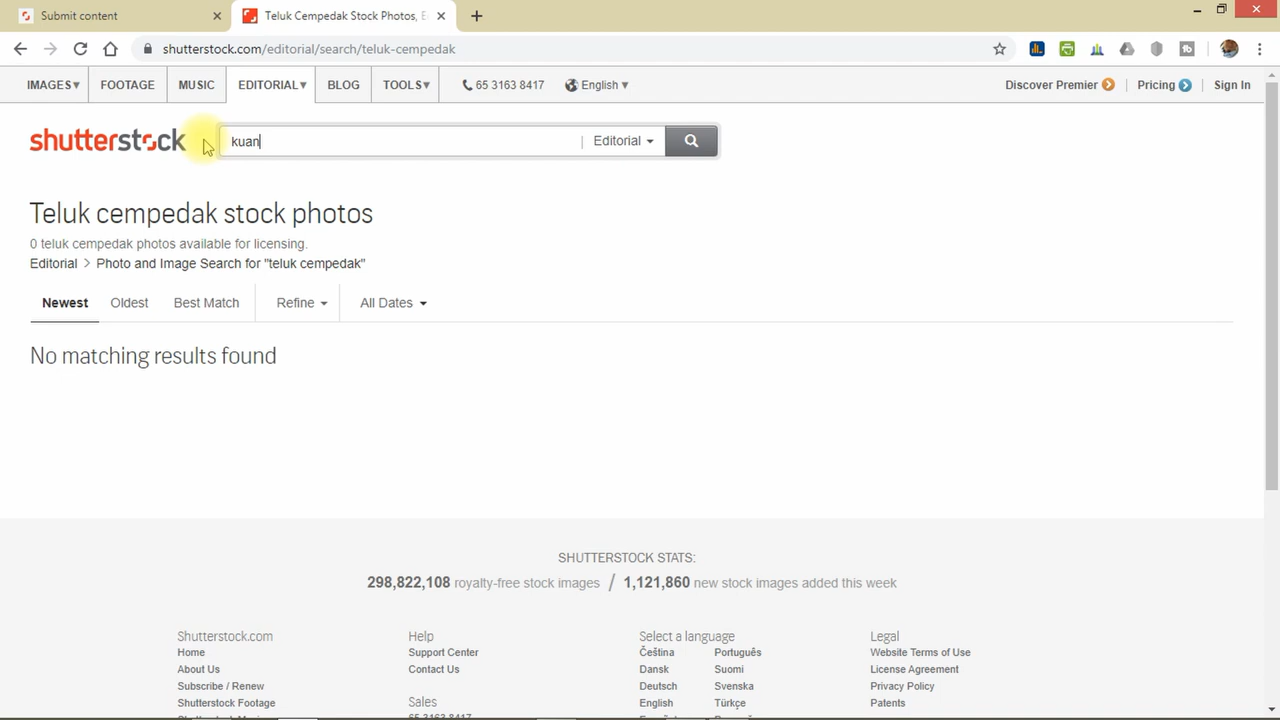 Submit content
Teluk Cempedak Stock Photos, E
shutterstock.com/editorial/search/teluk-cempedak
IMAGES▾ FOOTAGE MUSIC EDITORIAL▾ BLOG TOOLS▾ 65 3163 8417 English ▾ Discover Premier Pricing Sign In
shutterstock kuan Editorial
Teluk cempedak stock photos
0 teluk cempedak photos available for licensing.
Editorial > Photo and Image Search for "teluk cempedak"
Newest Oldest Best Match Refine All Dates
No matching results found
SHUTTERSTOCK STATS:
298,822,108 royalty-free stock images / 1,121,860 new stock images added this week
Shutterstock.com Help Select a language Legal
Home Support Center Čeština Português Website Terms of Use
About Us Contact Us Dansk Suomi License Agreement
Subscribe / Renew Deutsch Svenska Privacy Policy
Shutterstock Footage Sales English Türkçe Patents
65 3163 8417